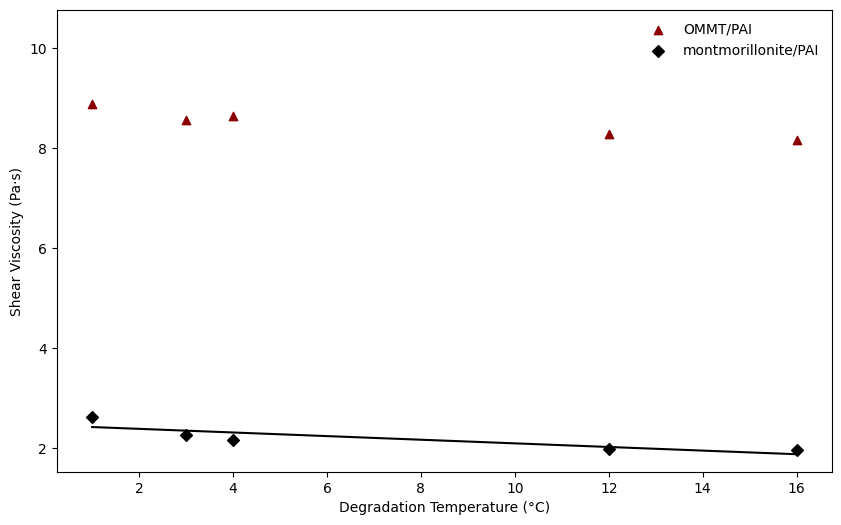 OMMT/PAI
montmorillonite/PAI
10
8
6
4
2
Shear Viscosity (Pa·s)
2 4 6 8 10 12 14 16
Degradation Temperature (°C)